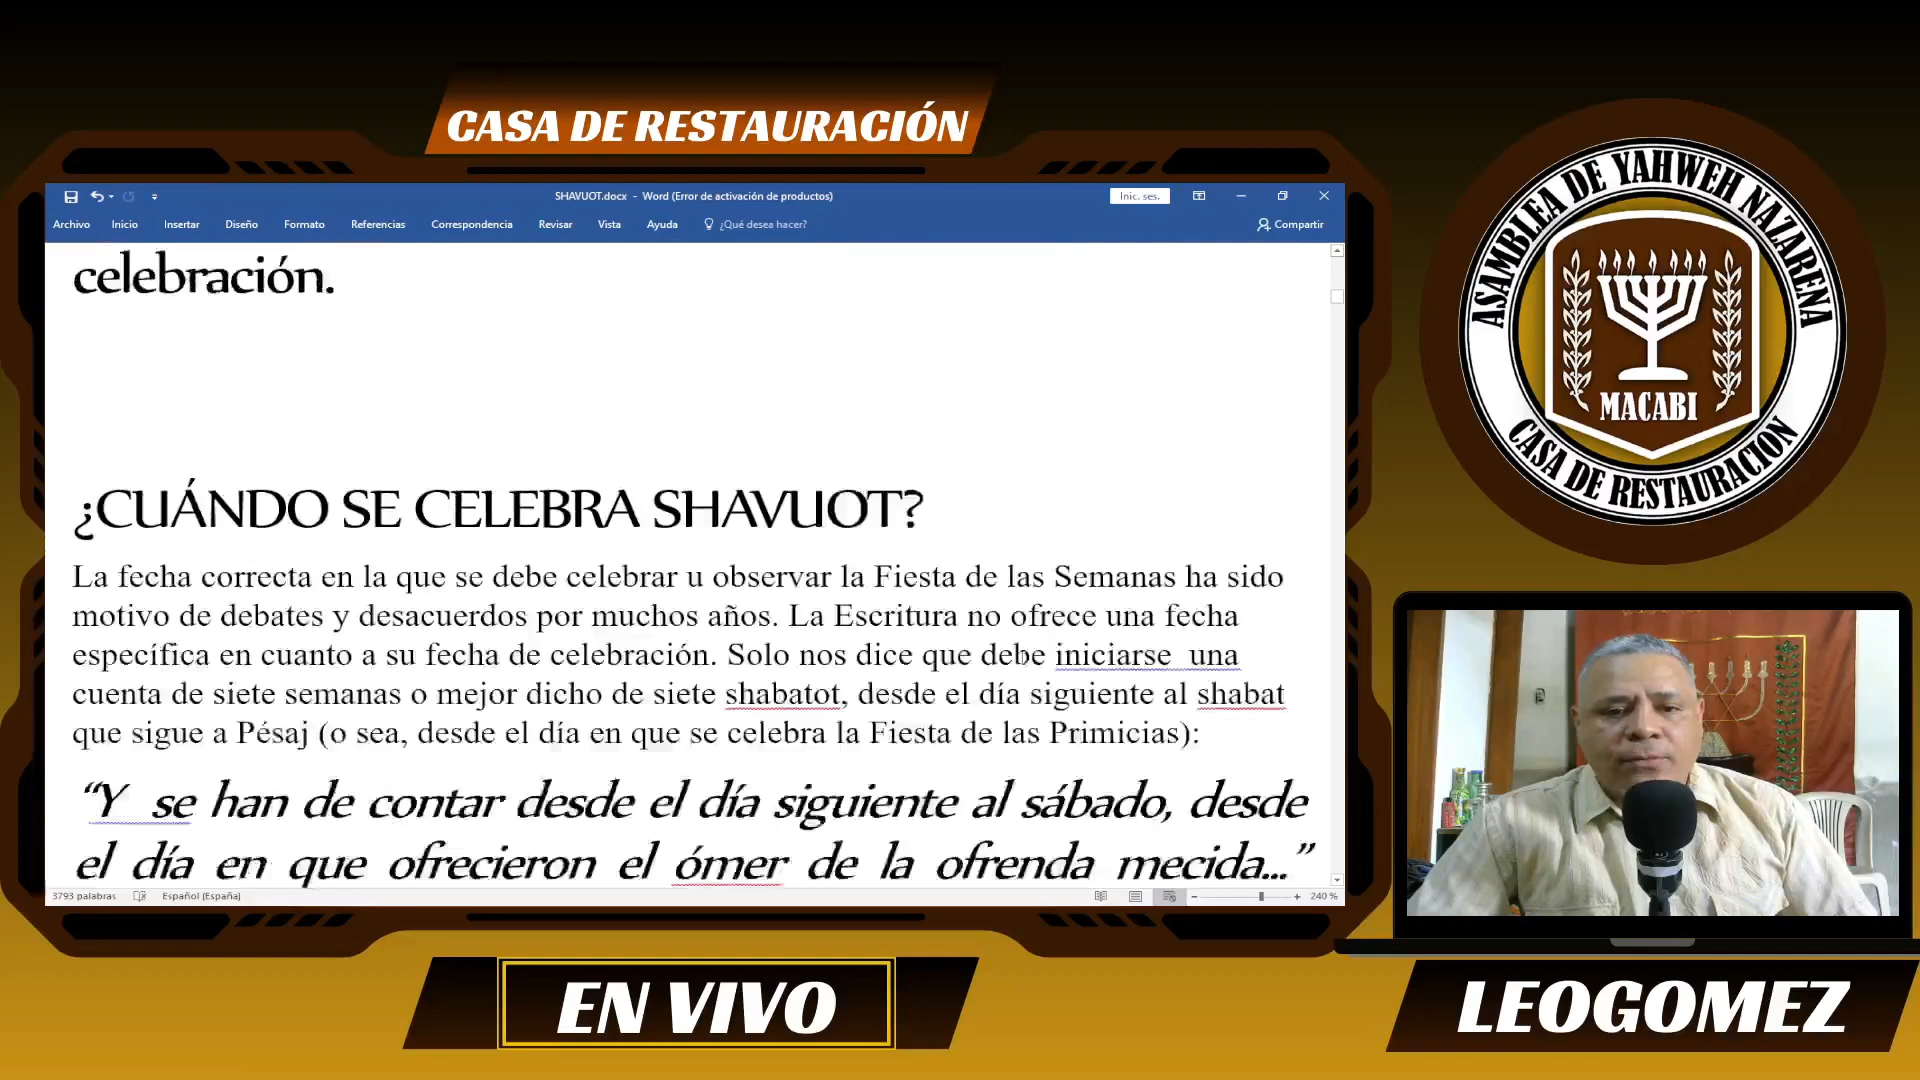 CASA DE RESTAURACIÓN
SHAVUOT.docx - Word (Error de activación de productos)
Inic. ses.
Archivo Inicio Insertar Diseño Formato Referencias Correspondencia Revisar Vista Ayuda ¿Qué desea hacer? Compartir
celebración.
¿CUÁNDO SE CELEBRA SHAVUOT?
La fecha correcta en la que se debe celebrar u observar la Fiesta de las Semanas ha sido
motivo de debates y desacuerdos por muchos años. La Escritura no ofrece una fecha
específica en cuanto a su fecha de celebración. Solo nos dice que debe iniciarse una
cuenta de siete semanas o mejor dicho de siete shabatot, desde el día siguiente al shabat
que sigue a Pésaj (o sea, desde el día en que se celebra la Fiesta de las Primicias):
“Y se han de contar desde el día siguiente al sábado, desde
el día en que ofrecieron el ómer de la ofrenda mecida...”
3793 palabras Español (España) 240 %
ASAMBLEA DE YAHWEH NAZARENA
MACABI
CASA DE RESTAURACION
EN VIVO
LEOGOMEZ